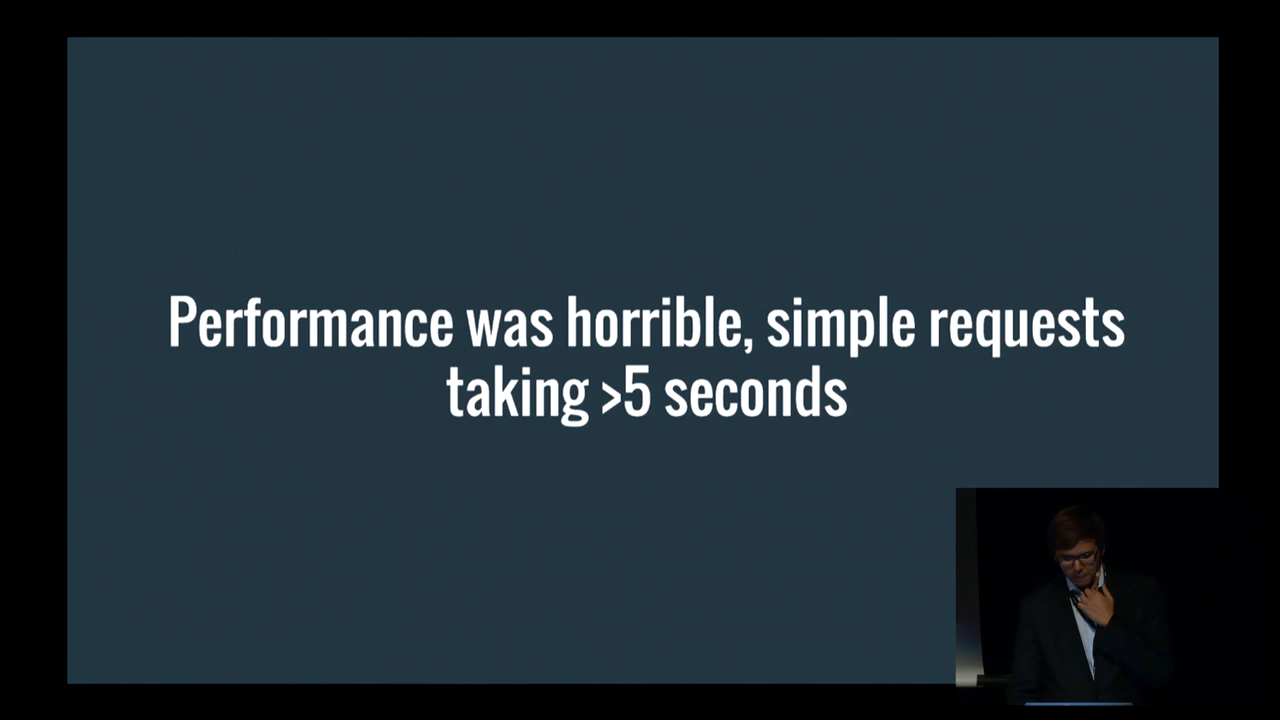 Performance was horrible, simple requests
taking >5 seconds